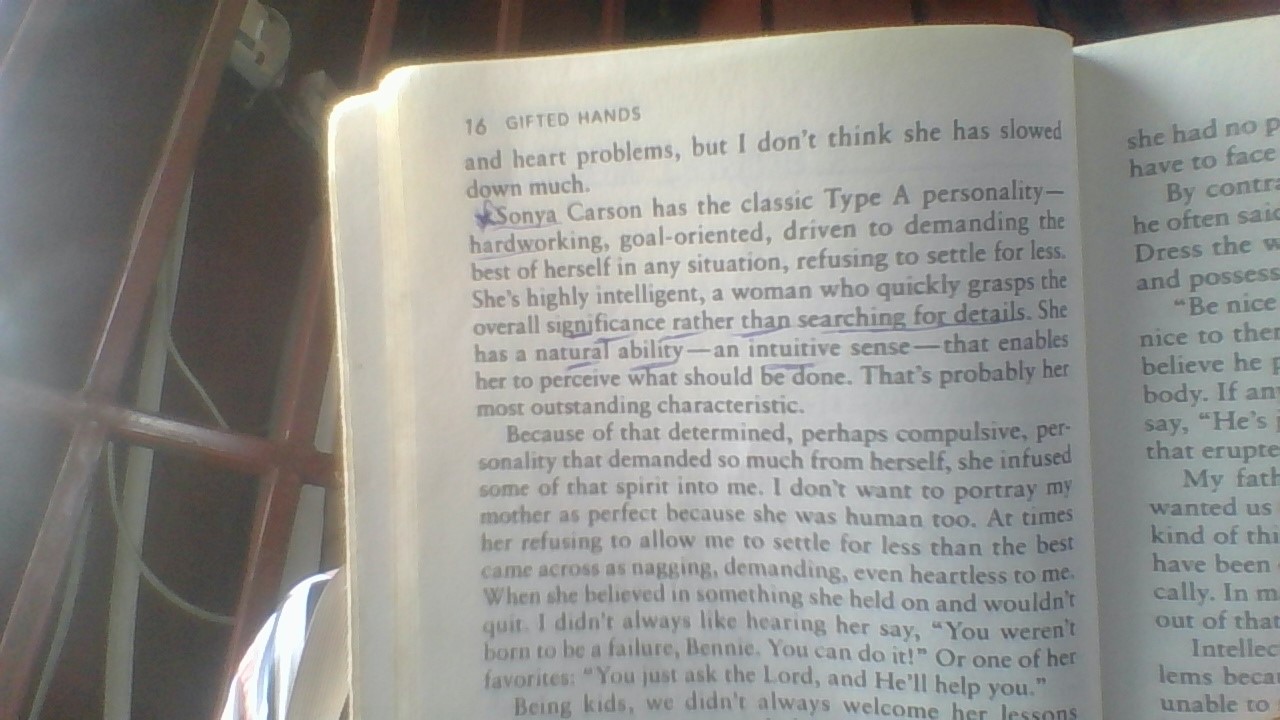 16 GIFTED HANDS
and heart problems, but I don't think she has slowed
down much.
Sonya Carson has the classic Type A personality—
hardworking, goal-oriented, driven to demanding the
best of herself in any situation, refusing to settle for less.
She's highly intelligent, a woman who quickly grasps the
overall significance rather than searching for details. She
has a natural ability—an intuitive sense—that enables
her to perceive what should be done. That's probably her
most outstanding characteristic.
Because of that determined, perhaps compulsive, per-
sonality that demanded so much from herself, she infused
some of that spirit into me. I don't want to portray my
mother as perfect because she was human too. At times
her refusing to allow me to settle for less than the best
came across as nagging, demanding, even heartless to me.
When she believed in something she held on and wouldn't
quit. I didn't always like hearing her say, "You weren't
born to be a failure, Bennie. You can do it!" Or one of her
favorites: "You just ask the Lord, and He'll help you."
Being kids, we didn't always welcome her lessons
she had no
have to face
By
he often said
Dress the
and
"Be nice
nice to
believe he
body. If
say, "He's
that
My
wanted us
kind of
have been
cally. In
out of that
lems
unable to